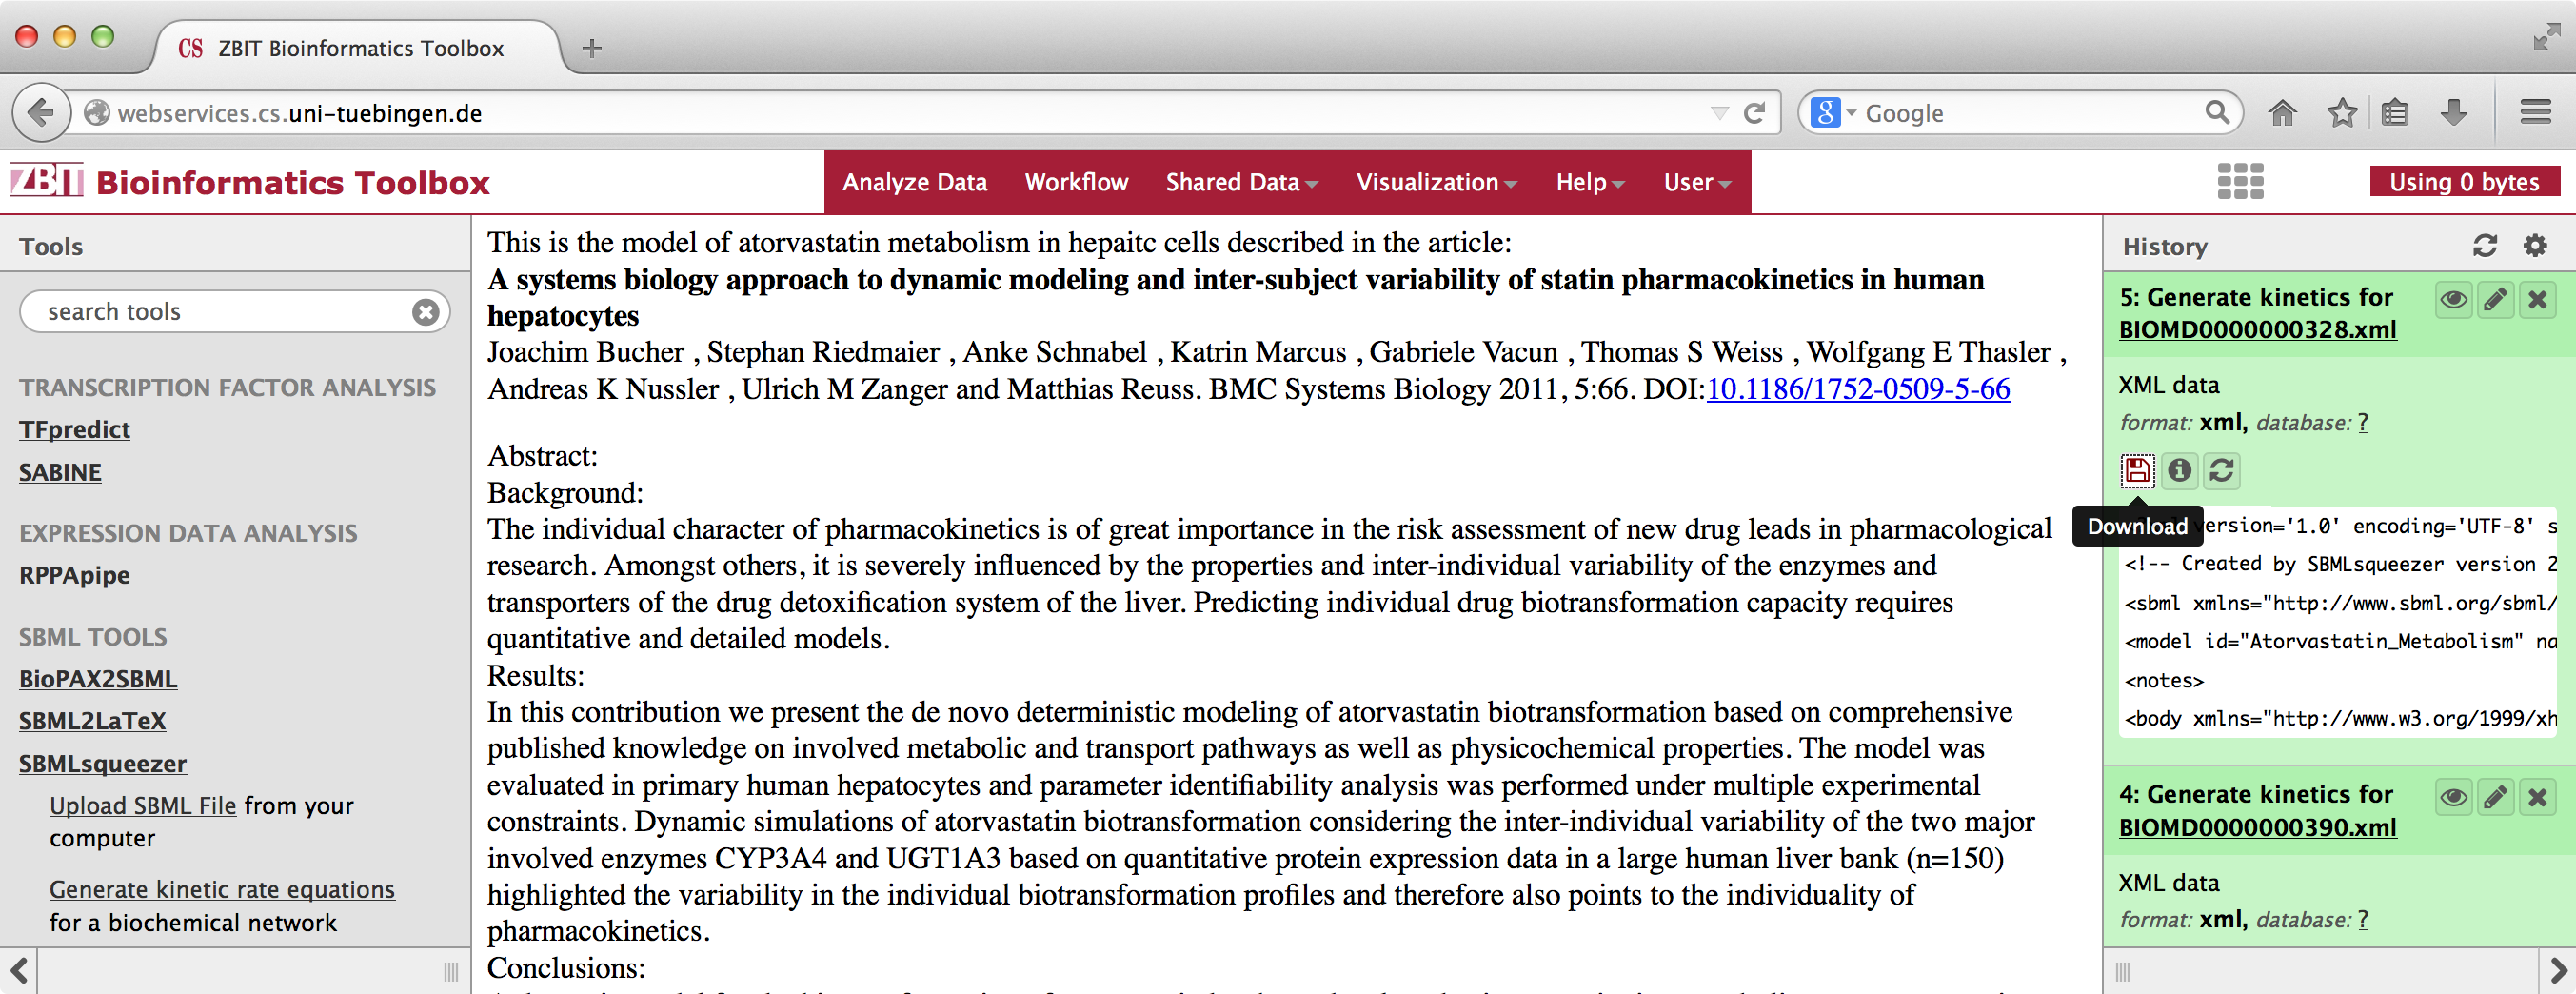 CS ZBIT Bioinformatics Toolbox
webservices.cs.uni-tuebingen.de
g Google
ZBIT Bioinformatics Toolbox
Analyze Data Workflow Shared Data Visualization Help User
Using 0 bytes
Tools
search tools
TRANSCRIPTION FACTOR ANALYSIS
TFpredict
SABINE
EXPRESSION DATA ANALYSIS
RPPApipe
SBML TOOLS
BioPAX2SBML
SBML2LaTeX
SBMLsqueezer
Upload SBML File from your
computer
Generate kinetic rate equations
for a biochemical network
This is the model of atorvastatin metabolism in hepaitc cells described in the article:
A systems biology approach to dynamic modeling and inter-subject variability of statin pharmacokinetics in human
hepatocytes
Joachim Bucher , Stephan Riedmaier , Anke Schnabel , Katrin Marcus , Gabriele Vacun , Thomas S Weiss , Wolfgang E Thasler ,
Andreas K Nussler , Ulrich M Zanger and Matthias Reuss. BMC Systems Biology 2011, 5:66. DOI:10.1186/1752-0509-5-66
Abstract:
Background:
The individual character of pharmacokinetics is of great importance in the risk assessment of new drug leads in pharmacological
research. Amongst others, it is severely influenced by the properties and inter-individual variability of the enzymes and
transporters of the drug detoxification system of the liver. Predicting individual drug biotransformation capacity requires
quantitative and detailed models.
Results:
In this contribution we present the de novo deterministic modeling of atorvastatin biotransformation based on comprehensive
published knowledge on involved metabolic and transport pathways as well as physicochemical properties. The model was
evaluated in primary human hepatocytes and parameter identifiability analysis was performed under multiple experimental
constraints. Dynamic simulations of atorvastatin biotransformation considering the inter-individual variability of the two major
involved enzymes CYP3A4 and UGT1A3 based on quantitative protein expression data in a large human liver bank (n=150)
highlighted the variability in the individual biotransformation profiles and therefore also points to the individuality of
pharmacokinetics.
Conclusions:
History
5: Generate kinetics for
BIOMD0000000328.xml
XML data
format: xml, database: ?
Download
version='1.0' encoding='UTF-8' s
<!-- Created by SBMLsqueezer version 2
<sbml xmlns="http://www.sbml.org/sbml/
<model id="Atorvastatin_Metabolism" na
<notes>
<body xmlns="http://www.w3.org/1999/xh
4: Generate kinetics for
BIOMD0000000390.xml
XML data
format: xml, database: ?